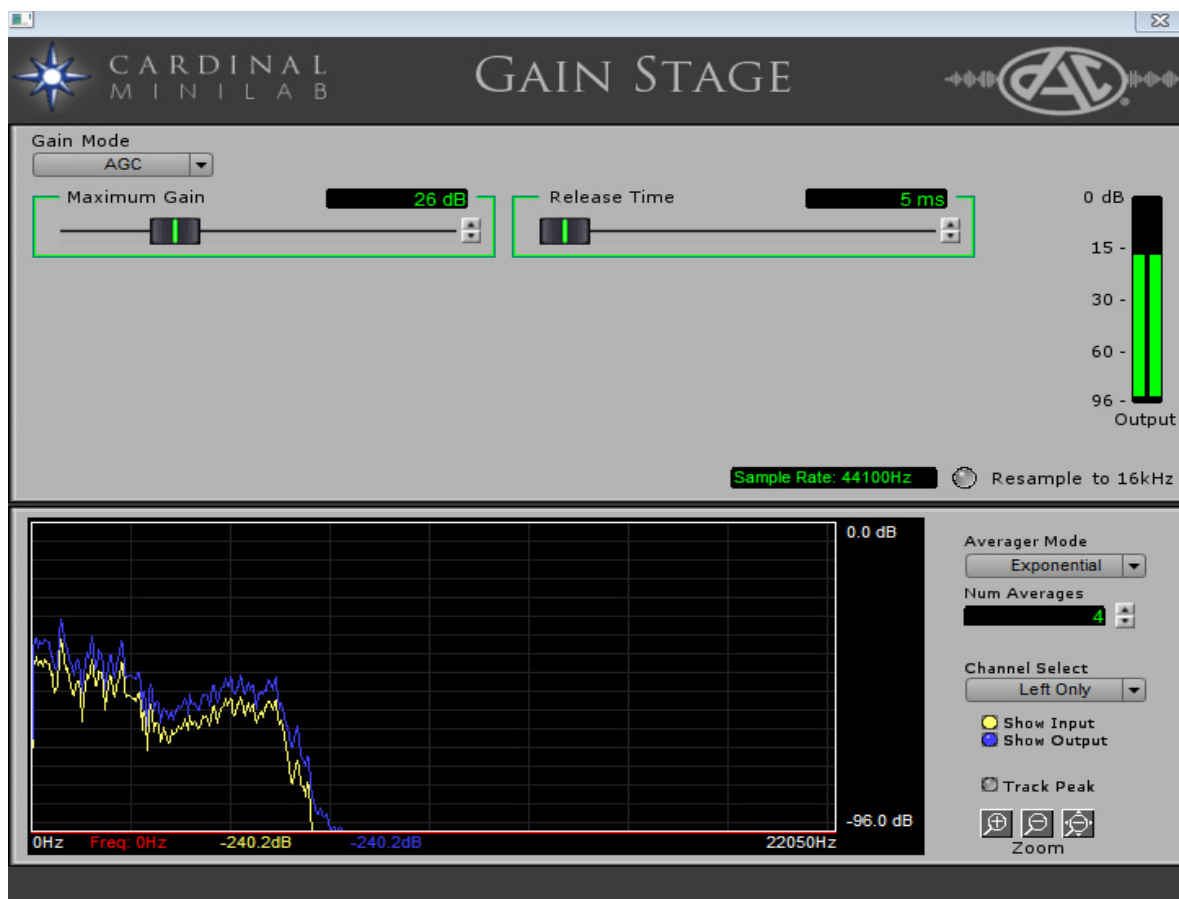 CARDINAL
MINILAB
GAIN STAGE
DAC
Gain Mode
AGC
Maximum Gain
26 dB
Release Time
5 ms
0 dB
15 -
30 -
60 -
96 -
Output
Sample Rate: 44100Hz
Resample to 16kHz
0.0 dB
-96.0 dB
0Hz
Freq: 0Hz
-240.2dB
-240.2dB
22050Hz
Averager Mode
Exponential
Num Averages
4
Channel Select
Left Only
Show Input
Show Output
Track Peak
Zoom